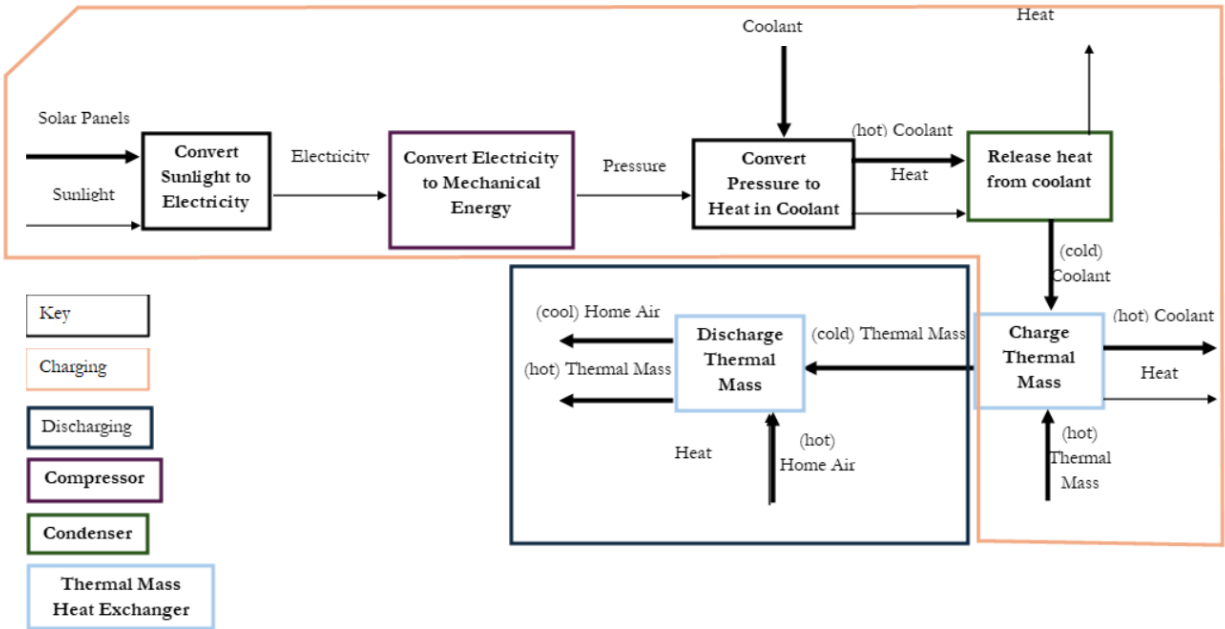 Heat
Coolant
Solar Panels
Sunlight
Convert
Sunlight to
Electricity
Electricity
Convert Electricity
to Mechanical
Energy
Pressure
Convert
Pressure to
Heat in Coolant
(hot) Coolant
Heat
Release heat
from coolant
(cold)
Coolant
Key
Charging
Discharging
Compressor
Condenser
Thermal Mass
Heat Exchanger
(cool) Home Air
(hot) Thermal Mass
Discharge
Thermal
Mass
(cold) Thermal Mass
Heat
(hot)
Home Air
Charge
Thermal
Mass
(hot) Coolant
Heat
(hot)
Thermal
Mass